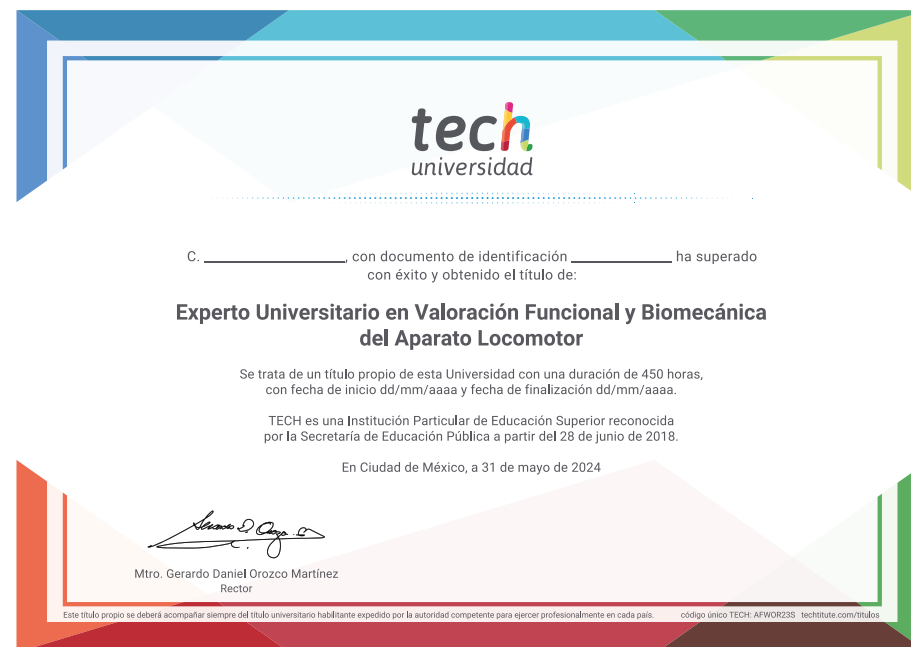 tech
universidad
C. ____________, con documento de identificación ____________ ha superado
con éxito y obtenido el título de:
Experto Universitario en Valoración Funcional y Biomecánica
del Aparato Locomotor
Se trata de un título propio de esta Universidad con una duración de 450 horas,
con fecha de inicio dd/mm/aaaa y fecha de finalización dd/mm/aaaa.
TECH es una Institución Particular de Educación Superior reconocida
por la Secretaría de Educación Pública a partir del 28 de junio de 2018.
En Ciudad de México, a 31 de mayo de 2024
Mtro. Gerardo Daniel Orozco Martínez
Rector
Este título propio se deberá acompañar siempre del título universitario habilitante expedido por la autoridad competente para ejercer profesionalmente en cada país. código único TECH: AFWOR23S techtitute.com/titulos